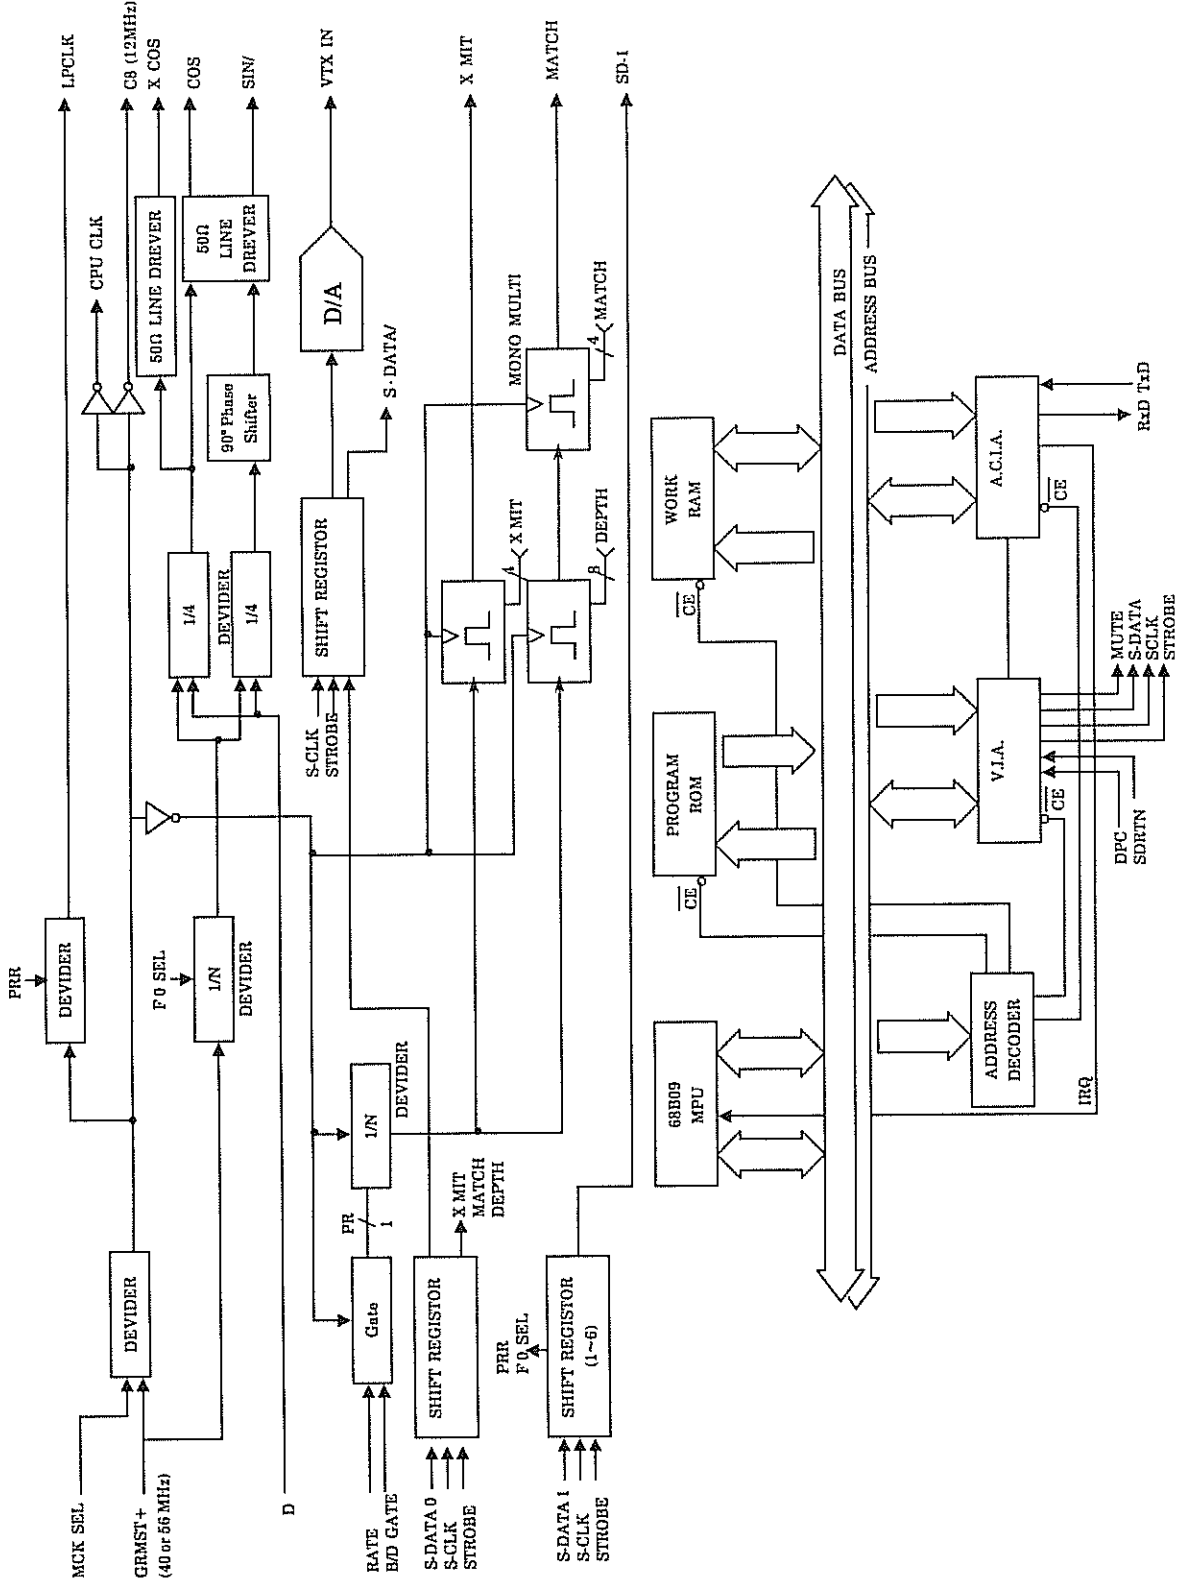 MCK SEL
GRMST+
(40 or 56 MHz)
D
RATE
B/D GATE
S-DATA 0
S-CLK
STROBE
S-DATA 1
S-CLK
STROBE
DEVIDER
PRR
DEVIDER
F0 SEL
1/N
DEVIDER
Gate
PR
1
1/N
DEVIDER
SHIFT REGISTOR
X MIT
MATCH
DEPTH
PRR
F0 SEL
SHIFT REGISTOR
(1~6)
S-CLK
STROBE
SHIFT REGISTOR
1/4
DEVIDER
1/4
90° Phase
Shifter
CPU CLK
50Ω LINE DREVER
50Ω
LINE
DREVER
D/A
S·DATA/
4
X MIT
8
DEPTH
MONO MULTI
4
MATCH
LPCLK
C8 (12MHz)
X COS
COS
SIN/
VTX IN
X MIT
MATCH
SD-1
68B09
MPU
CE
PROGRAM
ROM
CE
WORK
RAM
DATA BUS
ADDRESS BUS
ADDRESS
DECODER
IRQ
CE
V.I.A.
DPC
SDRTN
MUTE
S-DATA
SCLK
STROBE
CE
A.C.I.A.
RxD TxD